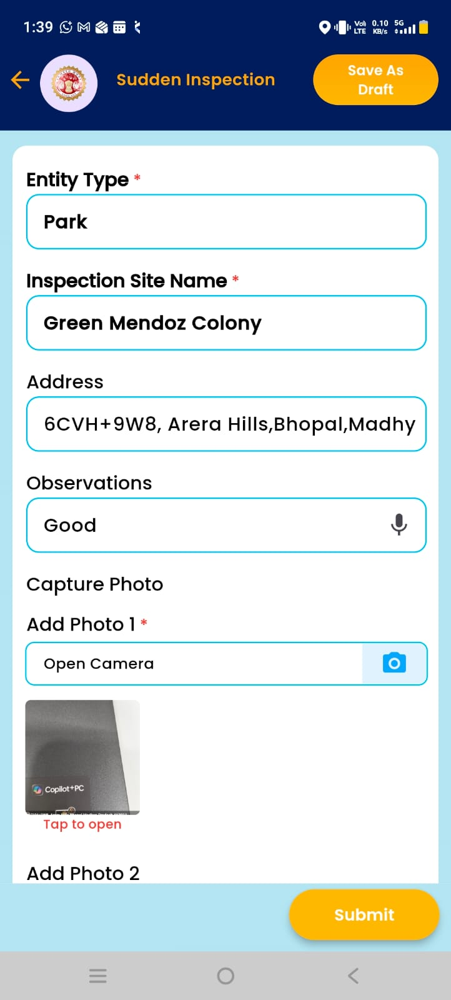 1:39
Vo))
0.10
5G
LTE
KB/s
Sudden Inspection
Save As
Draft
Entity Type *
Park
Inspection Site Name *
Green Mendoz Colony
Address
6CVH+9W8, Arera Hills,Bhopal,Madhy
Observations
Good
Capture Photo
Add Photo 1 *
Open Camera
Copilot+PC
Tap to open
Add Photo 2
Submit